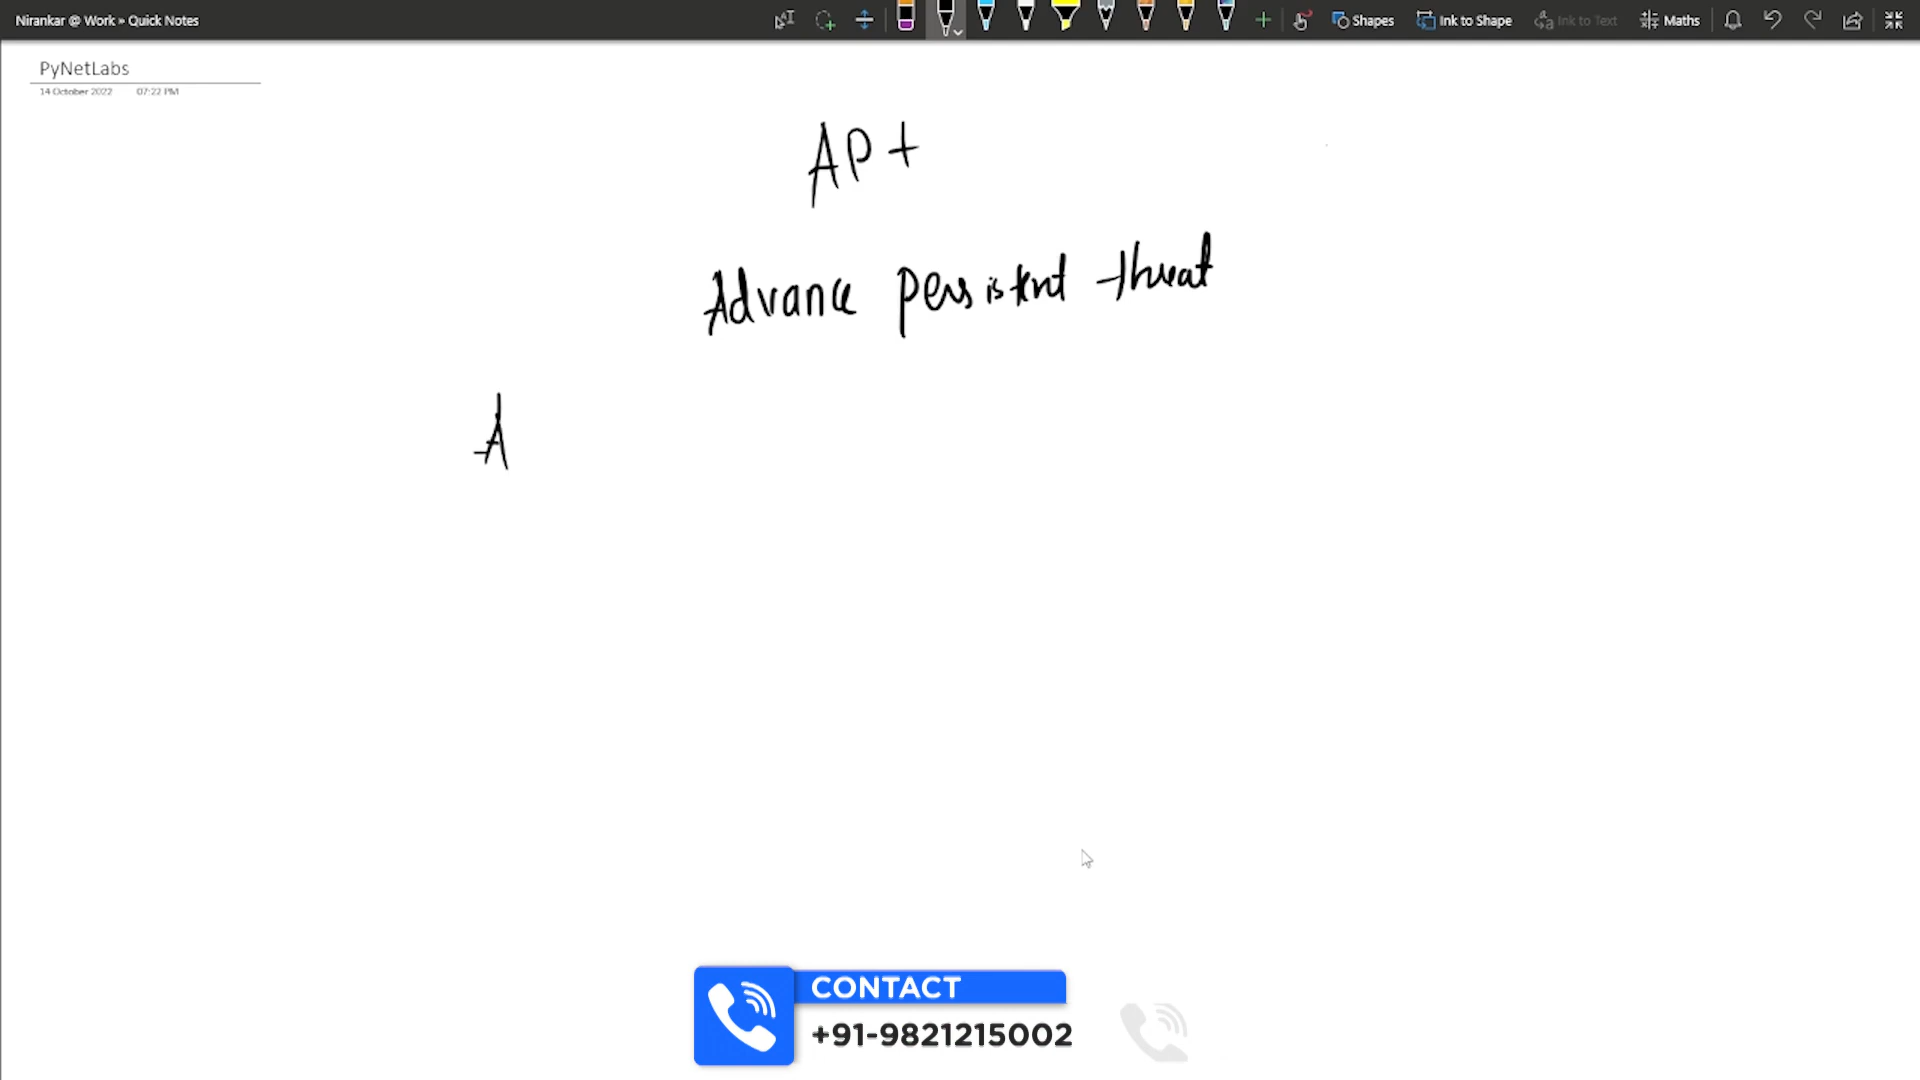 Nirankar @ Work » Quick Notes
Shapes
Ink to Shape
Ink to Text
Maths
PyNetLabs
14 October 2022 07:22 PM
APt
Advance persistent threat
A
CONTACT
+91-9821215002